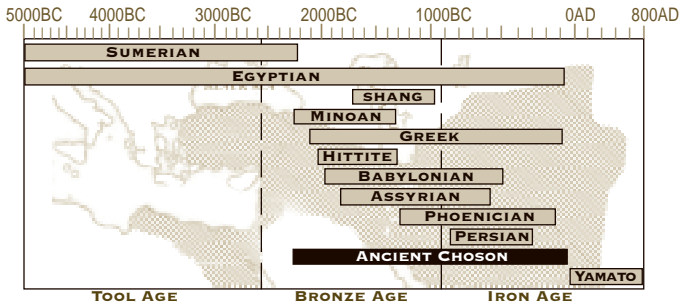 5000BC 4000BC 3000BC 2000BC 1000BC 0AD 800AD
SUMERIAN
EGYPTIAN
SHANG
MINOAN
GREEK
HITTITE
BABYLONIAN
ASSYRIAN
PHOENICIAN
PERSIAN
ANCIENT CHOSON
YAMATO
TOOL AGE BRONZE AGE IRON AGE